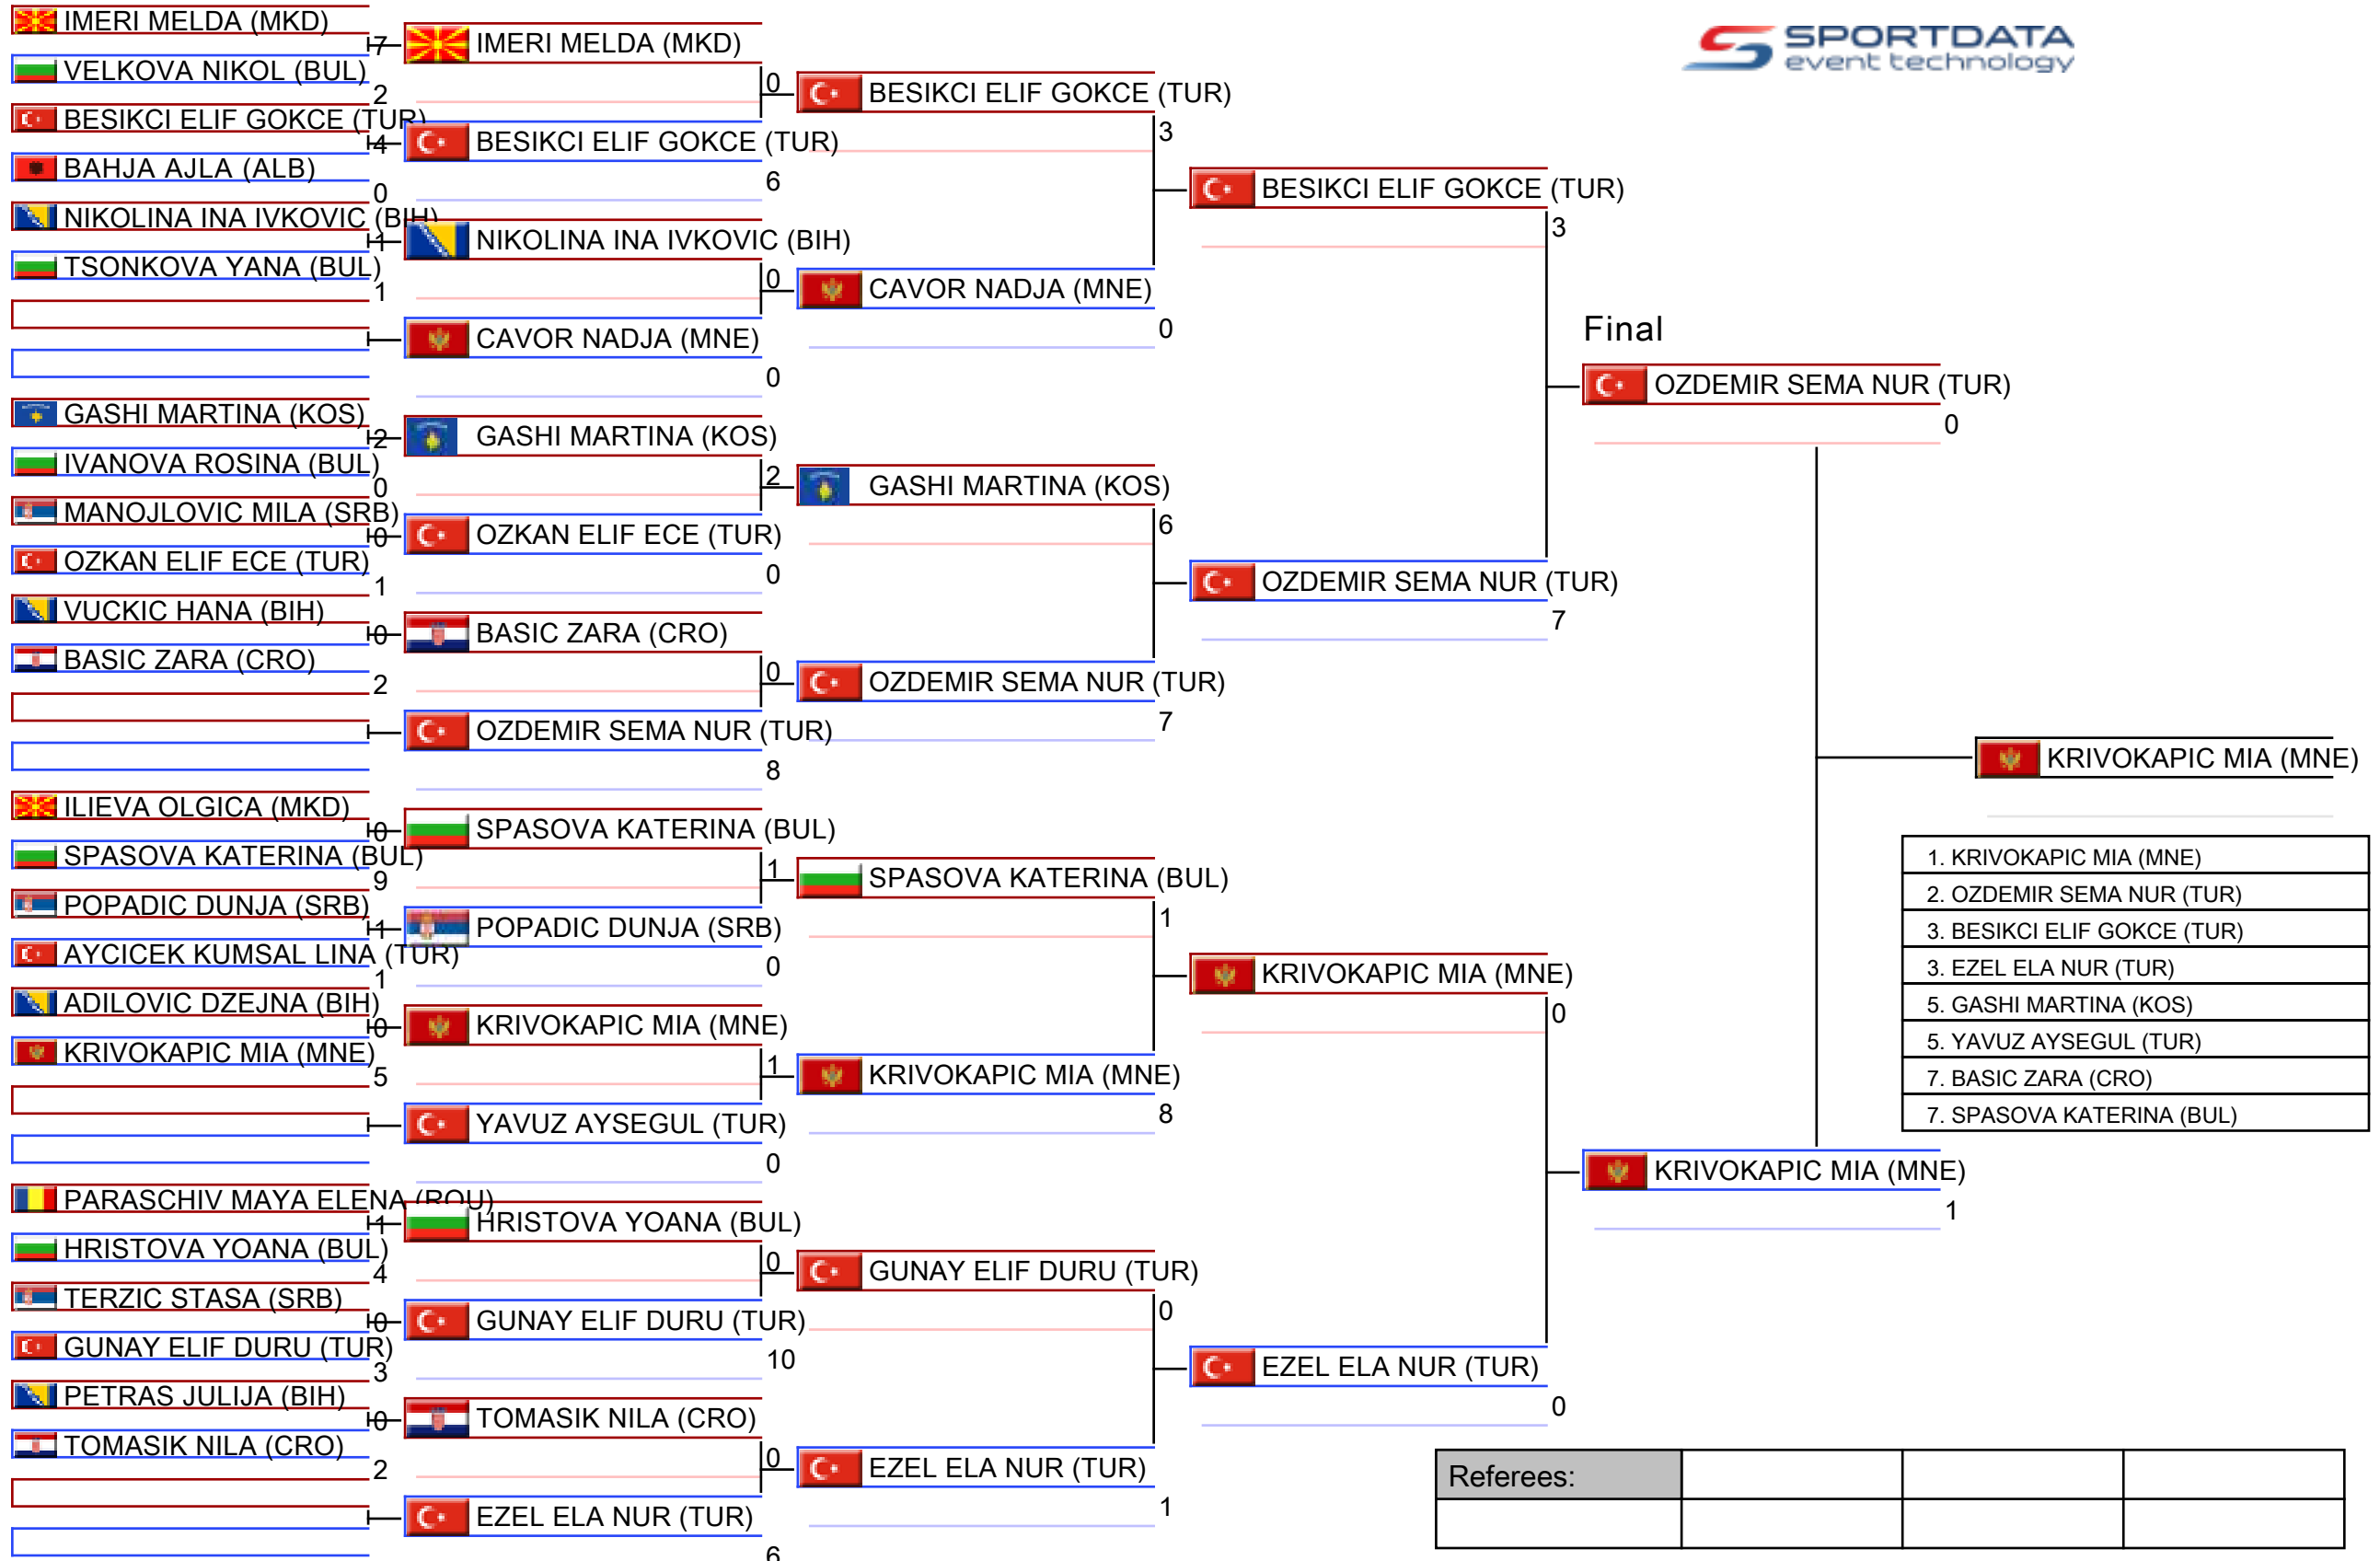 SPORTDATA
event technology
IMERI MELDA (MKD)
7
VELKOVA NIKOL (BUL)
2
BESIKCI ELIF GOKCE (TUR)
4
BAHJA AJLA (ALB)
0
NIKOLINA INA IVKOVIC (BIH)
1
TSONKOVA YANA (BUL)
1
GASHI MARTINA (KOS)
2
IVANOVA ROSINA (BUL)
0
MANOJLOVIC MILA (SRB)
0
OZKAN ELIF ECE (TUR)
1
VUCKIC HANA (BIH)
0
BASIC ZARA (CRO)
2
ILIEVA OLGICA (MKD)
0
SPASOVA KATERINA (BUL)
9
POPADIC DUNJA (SRB)
1
AYCICEK KUMSAL LINA (TUR)
1
ADILOVIC DZEJNA (BIH)
0
KRIVOKAPIC MIA (MNE)
5
PARASCHIV MAYA ELENA (ROU)
1
HRISTOVA YOANA (BUL)
4
TERZIC STASA (SRB)
0
GUNAY ELIF DURU (TUR)
3
PETRAS JULIJA (BIH)
0
TOMASIK NILA (CRO)
2
IMERI MELDA (MKD)
0
BESIKCI ELIF GOKCE (TUR)
6
NIKOLINA INA IVKOVIC (BIH)
0
CAVOR NADJA (MNE)
0
GASHI MARTINA (KOS)
2
OZKAN ELIF ECE (TUR)
0
BASIC ZARA (CRO)
0
OZDEMIR SEMA NUR (TUR)
8
SPASOVA KATERINA (BUL)
1
POPADIC DUNJA (SRB)
0
KRIVOKAPIC MIA (MNE)
1
YAVUZ AYSEGUL (TUR)
0
HRISTOVA YOANA (BUL)
0
GUNAY ELIF DURU (TUR)
10
TOMASIK NILA (CRO)
0
EZEL ELA NUR (TUR)
6
BESIKCI ELIF GOKCE (TUR)
3
CAVOR NADJA (MNE)
0
GASHI MARTINA (KOS)
6
OZDEMIR SEMA NUR (TUR)
7
SPASOVA KATERINA (BUL)
1
KRIVOKAPIC MIA (MNE)
8
GUNAY ELIF DURU (TUR)
0
EZEL ELA NUR (TUR)
1
BESIKCI ELIF GOKCE (TUR)
3
OZDEMIR SEMA NUR (TUR)
7
KRIVOKAPIC MIA (MNE)
0
EZEL ELA NUR (TUR)
0
Final
OZDEMIR SEMA NUR (TUR)
0
KRIVOKAPIC MIA (MNE)
1
KRIVOKAPIC MIA (MNE)
1. KRIVOKAPIC MIA (MNE)
2. OZDEMIR SEMA NUR (TUR)
3. BESIKCI ELIF GOKCE (TUR)
3. EZEL ELA NUR (TUR)
5. GASHI MARTINA (KOS)
5. YAVUZ AYSEGUL (TUR)
7. BASIC ZARA (CRO)
7. SPASOVA KATERINA (BUL)
Referees: